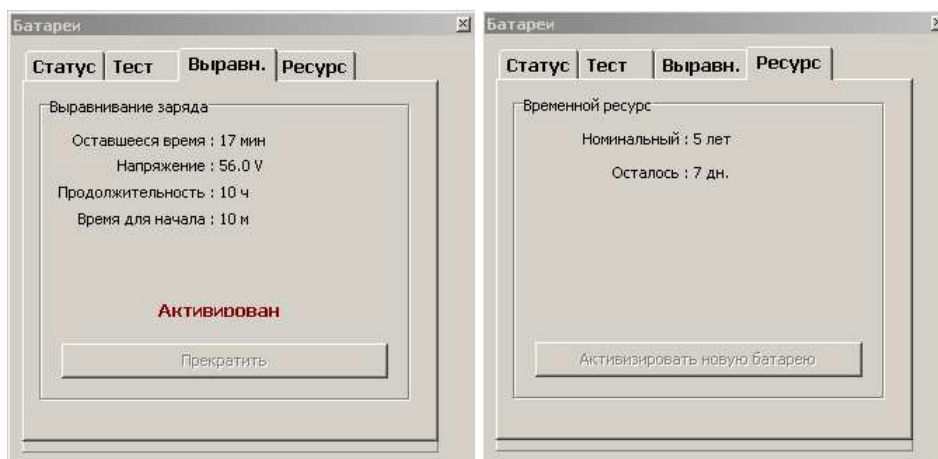 Батареи
Статус Тест Выравн. Ресурс
Выравнивание заряда
Оставшееся время : 17 мин
Напряжение : 56.0 V
Продолжительность : 10 ч
Время для начала : 10 м
Активирован
Прекратить
Батареи
Статус Тест Выравн. Ресурс
Временной ресурс
Номинальный : 5 лет
Осталось : 7 дн.
Активизировать новую батарею